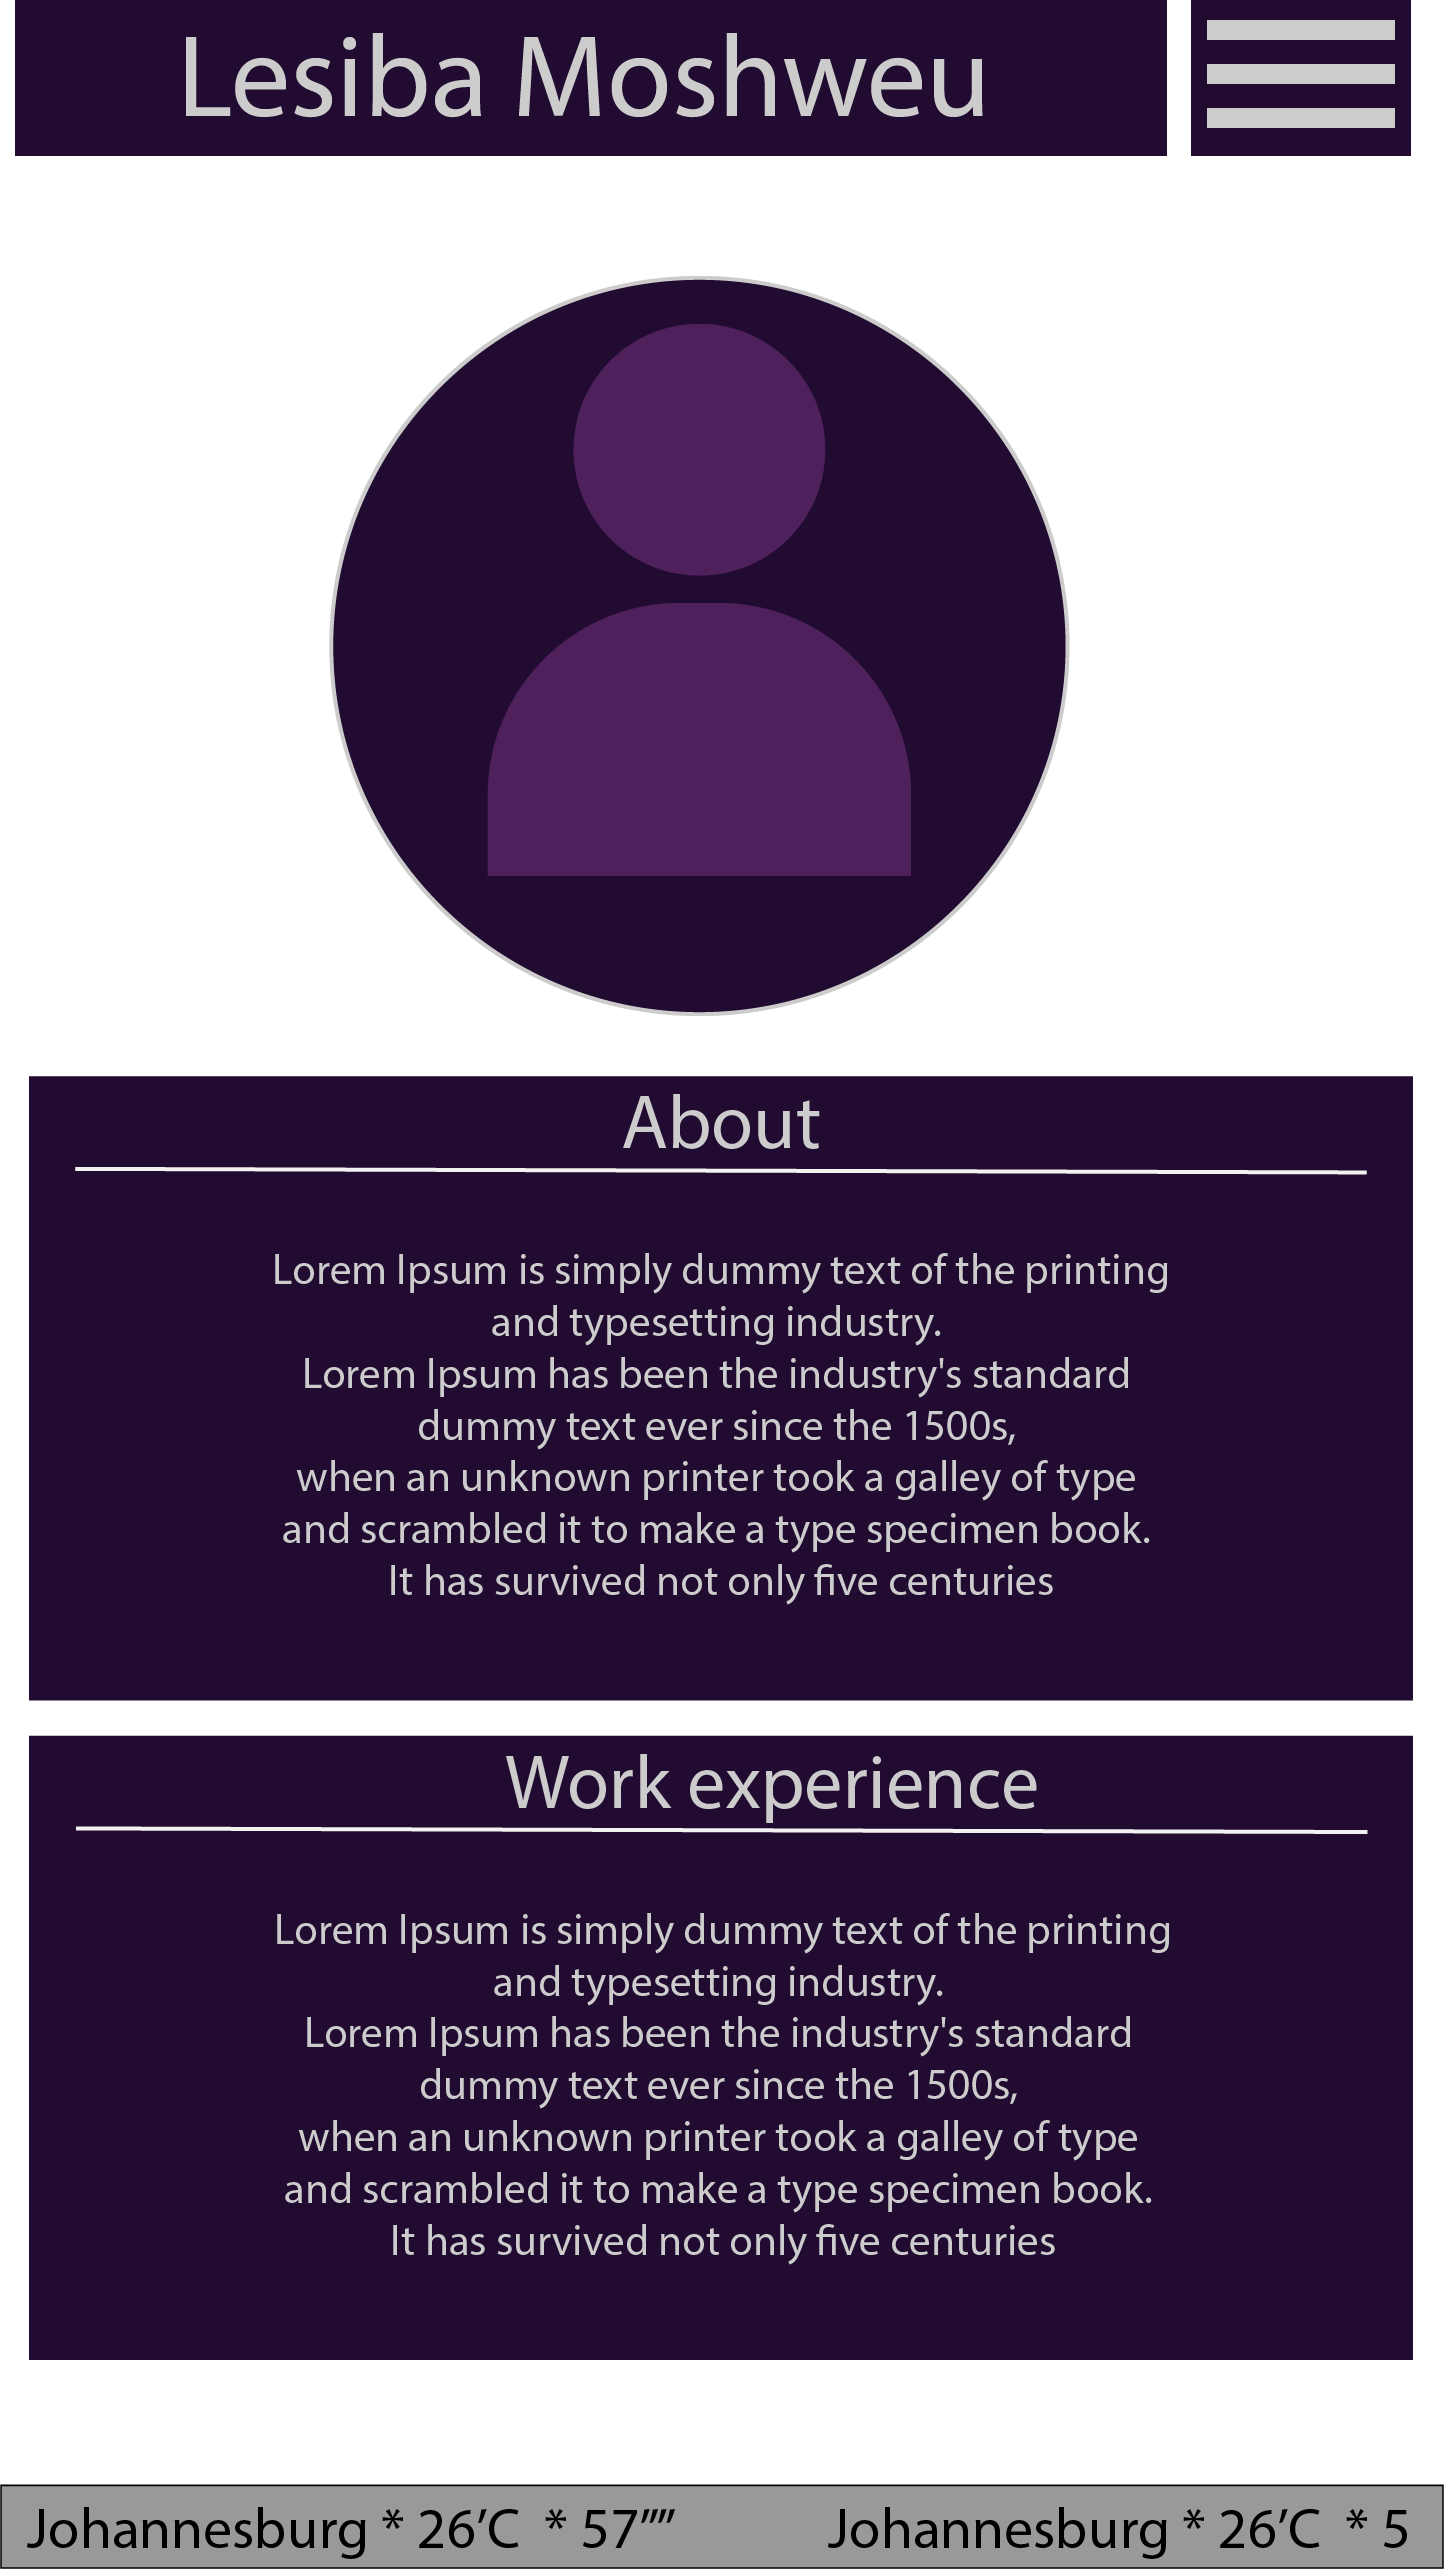 Lesiba Moshweu
About
Lorem Ipsum is simply dummy text of the printing
and typesetting industry.
Lorem Ipsum has been the industry's standard
dummy text ever since the 1500s,
when an unknown printer took a galley of type
and scrambled it to make a type specimen book.
It has survived not only five centuries
Work experience
Lorem Ipsum is simply dummy text of the printing
and typesetting industry.
Lorem Ipsum has been the industry's standard
dummy text ever since the 1500s,
when an unknown printer took a galley of type
and scrambled it to make a type specimen book.
It has survived not only five centuries
Johannesburg * 26’C * 57”” Johannesburg * 26’C * 5